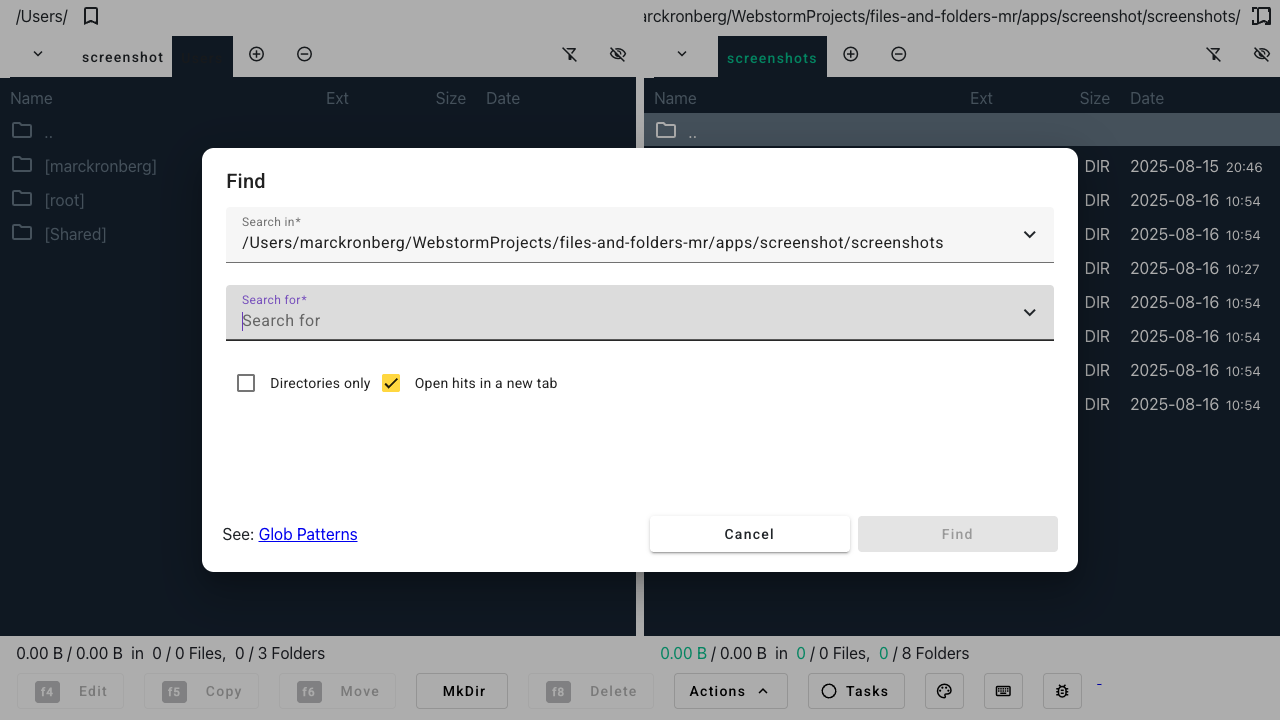 /Users/
arckronberg/WebstormProjects/files-and-folders-mr/apps/screenshot/screenshots/
screenshot
screenshots
Name Ext Size Date
Name Ext Size Date
..
..
[marckronberg]
DIR 2025-08-15 20:46
[root]
DIR 2025-08-16 10:54
[Shared]
DIR 2025-08-16 10:54
DIR 2025-08-16 10:27
DIR 2025-08-16 10:54
DIR 2025-08-16 10:54
DIR 2025-08-16 10:54
DIR 2025-08-16 10:54
Find
Search in*
/Users/marckronberg/WebstormProjects/files-and-folders-mr/apps/screenshot/screenshots
Search for*
Search for
Directories only Open hits in a new tab
See: Glob Patterns
Cancel
Find
0.00 B / 0.00 B in 0 / 0 Files, 0 / 3 Folders
0.00 B / 0.00 B in 0 / 0 Files, 0 / 8 Folders
f4 Edit f5 Copy f6 Move MkDir f8 Delete Actions Tasks